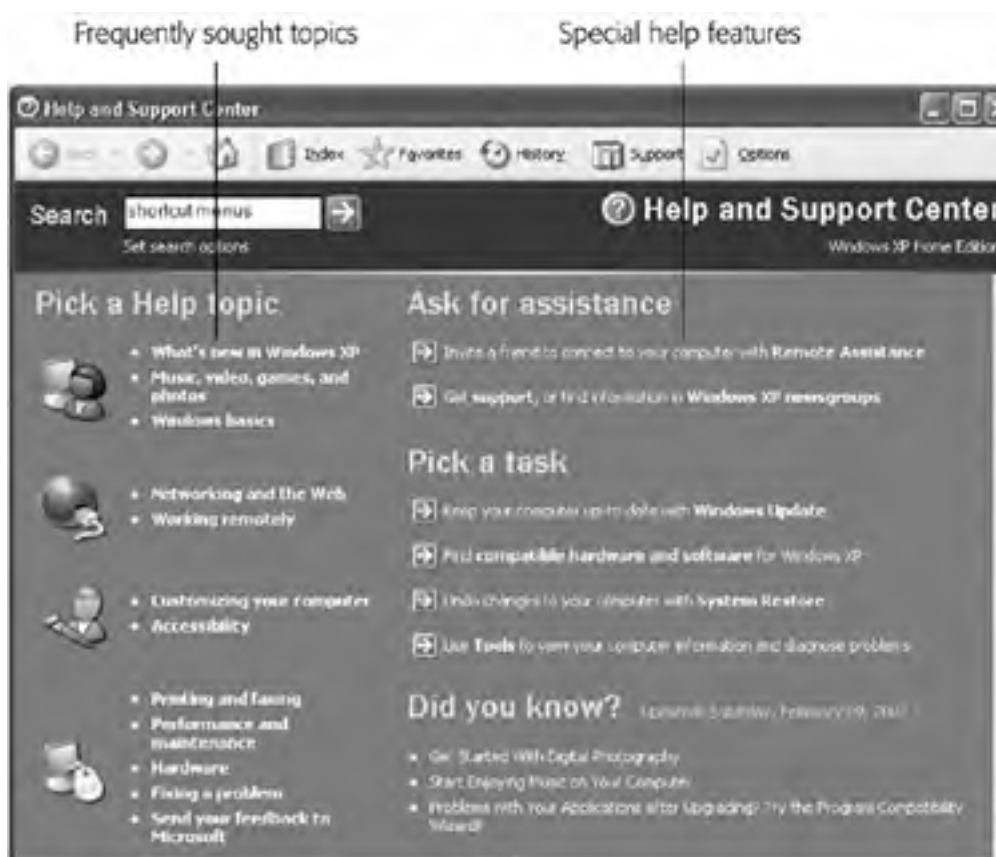 Frequently sought topics
Special help features
Help and Support Center
Back Index Favorites History Support Options
Search shortcut menus
Set search options
Help and Support Center
Windows XP Home Edition
Pick a Help topic
What's new in Windows XP
Music, video, games, and
photos
Windows basics
Networking and the Web
Working remotely
Customizing your computer
Accessibility
Printing and faxing
Performance and
maintenance
Hardware
Fixing a problem
Send your feedback to
Microsoft
Ask for assistance
Invite a friend to connect to your computer with Remote Assistance
Get support, or find information in Windows XP newsgroups
Pick a task
Keep your computer up-to-date with Windows Update
Find compatible hardware and software for Windows XP
Undo changes to your computer with System Restore
Use Tools to view your computer information and diagnose problems
Did you know? Updated: Saturday, February
Get Started With Digital Photography
Start Enjoying Music on Your Computer
Problems with Your Applications after Upgrading? Try the Program Compatibility
Wizard!